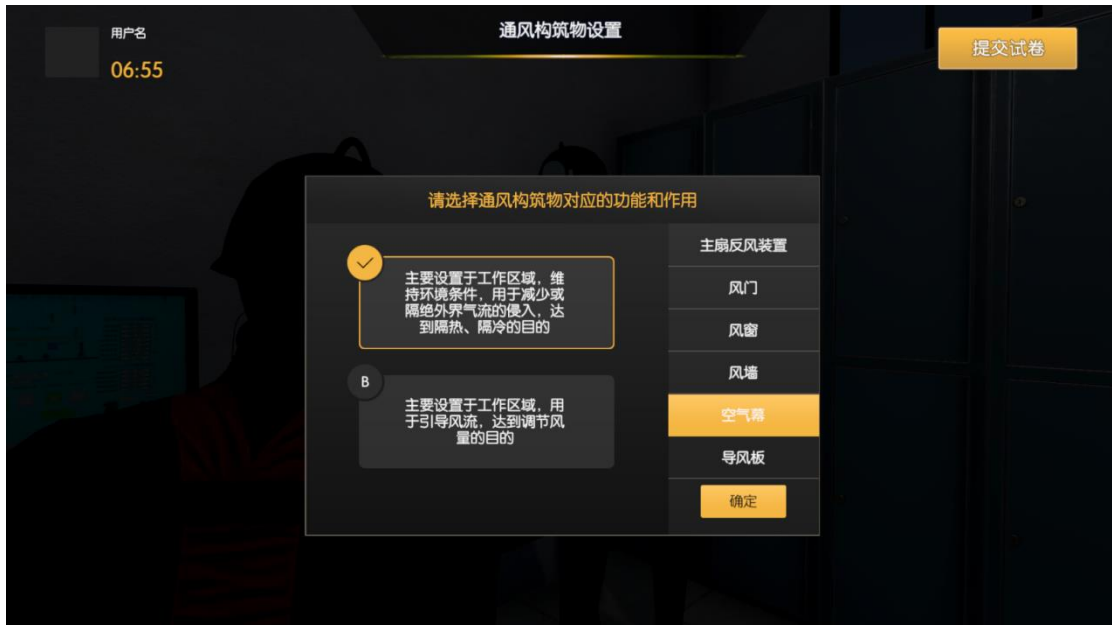 用户名
06:55
通风构筑物设置
提交试卷
请选择通风构筑物对应的功能和作用
主要设置于工作区域，维
持环境条件，用于减少或
隔绝外界气流的侵入，达
到隔热、隔冷的目的
B
主要设置于工作区域，用
于引导风流，达到调节风
量的目的
主扇反风装置
风门
风窗
风墙
空气幕
导风板
确定